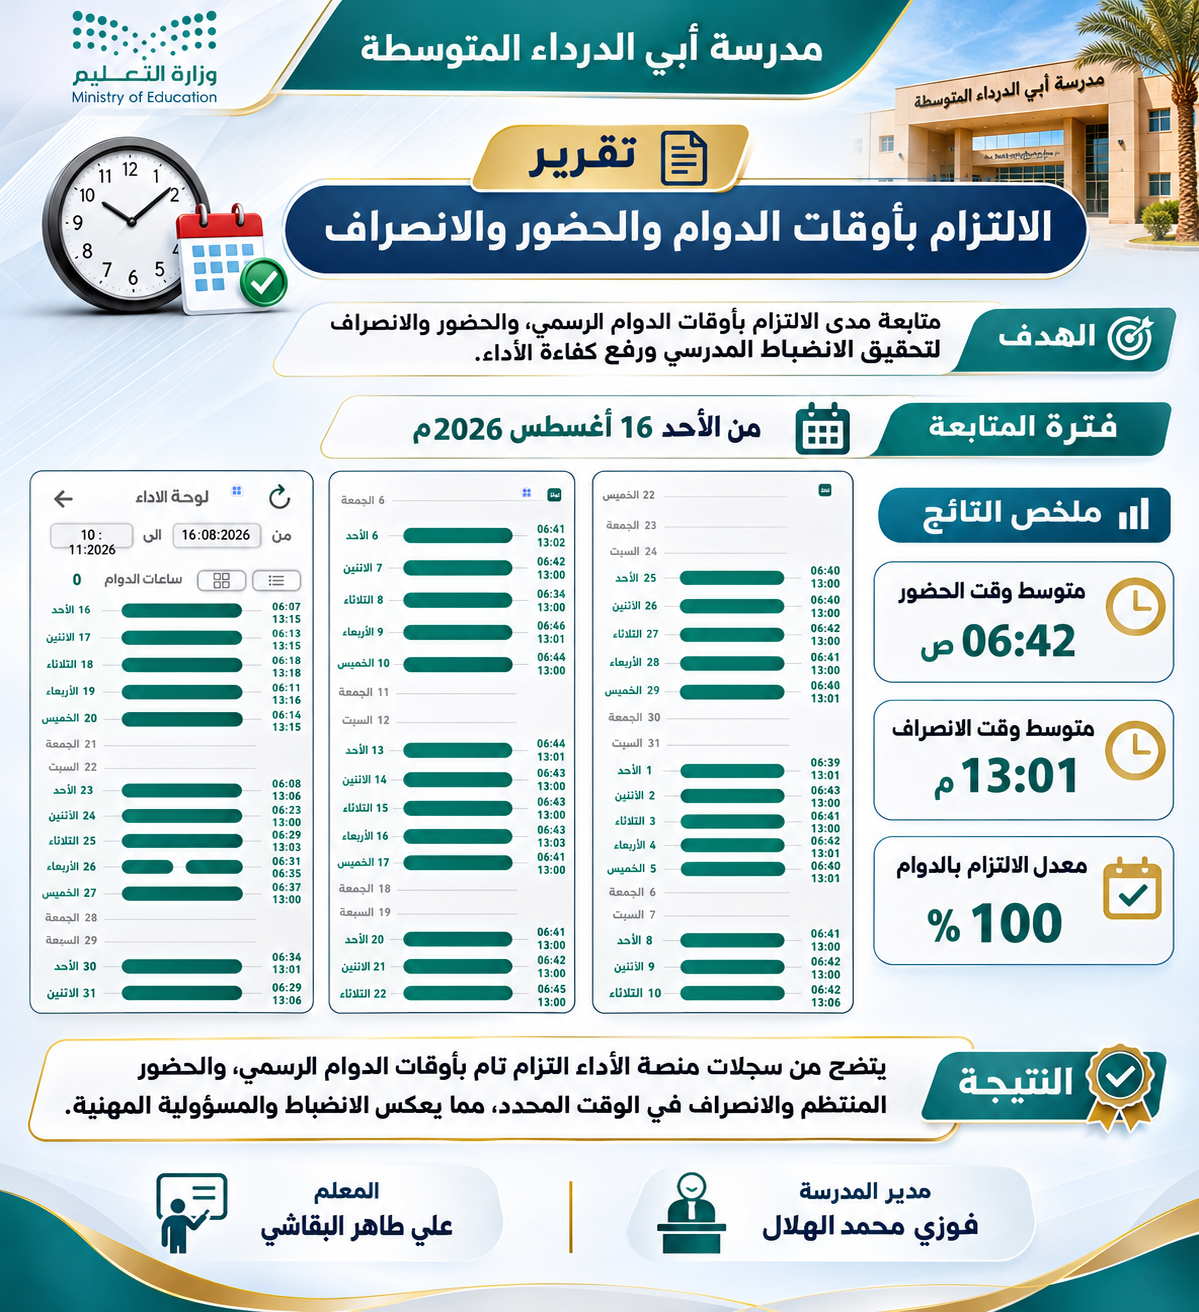 وزارة التعليم
Ministry of Education
مدرسة أبي الدرداء المتوسطة
مدرسة أبي الدرداء المتوسطة
12
1
2
4
5
6
7
8
9
10
11
تقرير
الالتزام بأوقات الدوام والحضور والانصراف
الهدف
متابعة مدى الالتزام بأوقات الدوام الرسمي، والحضور والانصراف
لتحقيق الانضباط المدرسي ورفع كفاءة الأداء.
فترة المتابعة
من الأحد 16 أغسطس 2026م
ملخص التائج
متوسط وقت الحضور
06:42 ص
متوسط وقت الانصراف
13:01 م
معدل الالتزام بالدوام
100 %
22 الخميس
23 الجمعة
24 السبت
25 الأحد 06:40
13:00
26 الأثنين 06:40
13:00
27 الثلاثاء 06:42
13:00
28 الأربعاء 06:41
13:00
29 الخميس 06:40
13:01
30 الجمعة
31 السبت
1 الأحد 06:39
13:01
2 الأثنين 06:43
13:00
3 الثلاثاء 06:41
13:00
4 الأربعاء 06:42
13:01
5 الخميس 06:40
13:01
6 الجمعة
7 السبت
8 الأحد 06:41
13:00
9 الأثنين 06:42
13:00
10 الثلاثاء 06:42
13:06
6 الجمعة
6 الأحد 06:41
13:02
7 الاثنين 06:42
13:00
8 الثلاثاء 06:34
13:00
9 الأربعاء 06:46
13:01
10 الخميس 06:44
13:00
11 الجمعة
12 السبت
13 الأحد 06:44
13:01
14 الاثنين 06:43
13:00
15 الثلاثاء 06:43
13:00
16 الأربعاء 06:43
13:03
17 الخميس 06:41
13:00
18 الجمعة
19 السبعة
20 الأحد 06:41
13:00
21 الاثنين 06:42
13:00
22 الثلاثاء 06:45
13:00
لوحة الاداء
من 16:08:2026 الى 10 :
11:2026
ساعات الدوام 0
16 الأحد 06:07
13:15
17 الاثنين 06:13
13:15
18 الثلاثاء 06:18
13:18
19 الأربعاء 06:11
13:16
20 الخميس 06:14
13:15
21 الجمعة
22 السبت
23 الأحد 06:08
13:06
24 الأثنين 06:23
13:00
25 الثلاثاء 06:29
13:03
26 الأربعاء 06:31
06:35
27 الخميس 06:37
13:00
28 الجمعة
29 السبعة
30 الأحد 06:34
13:01
31 الاثنين 06:29
13:06
النتيجة
يتضح من سجلات منصة الأداء التزام تام بأوقات الدوام الرسمي، والحضور
المنتظم والانصراف في الوقت المحدد، مما يعكس الانضباط والمسؤولية المهنية.
مدير المدرسة
فوزي محمد الهلال
المعلم
علي طاهر البقاشي